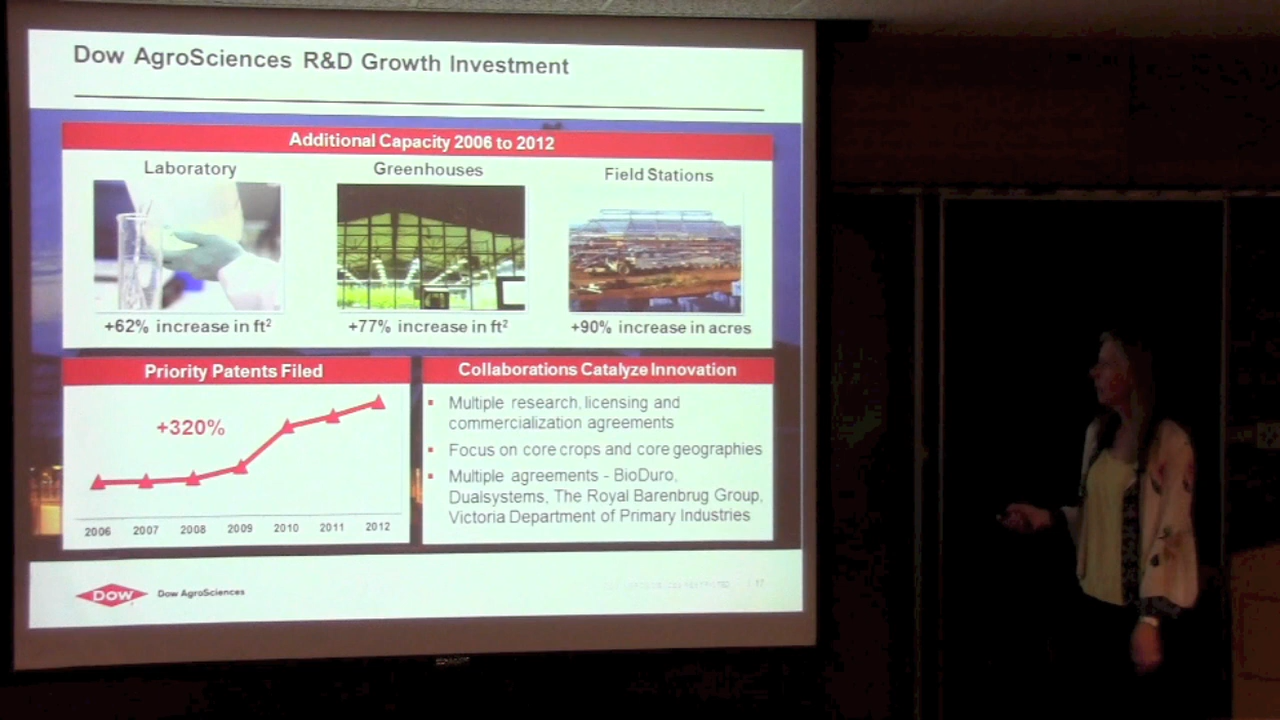 Dow AgroSciences R&D Growth Investment
Additional Capacity 2006 to 2012
Laboratory
Greenhouses
Field Stations
+62% increase in ft²
+77% increase in ft²
+90% increase in acres
Priority Patents Filed
+320%
2006 2007 2008 2009 2010 2011 2012
Collaborations Catalyze Innovation
▪ Multiple research, licensing and
commercialization agreements
▪ Focus on core crops and core geographies
▪ Multiple agreements - BioDuro,
Dualsystems, The Royal Barenbrug Group,
Victoria Department of Primary Industries
DOW
Dow AgroSciences